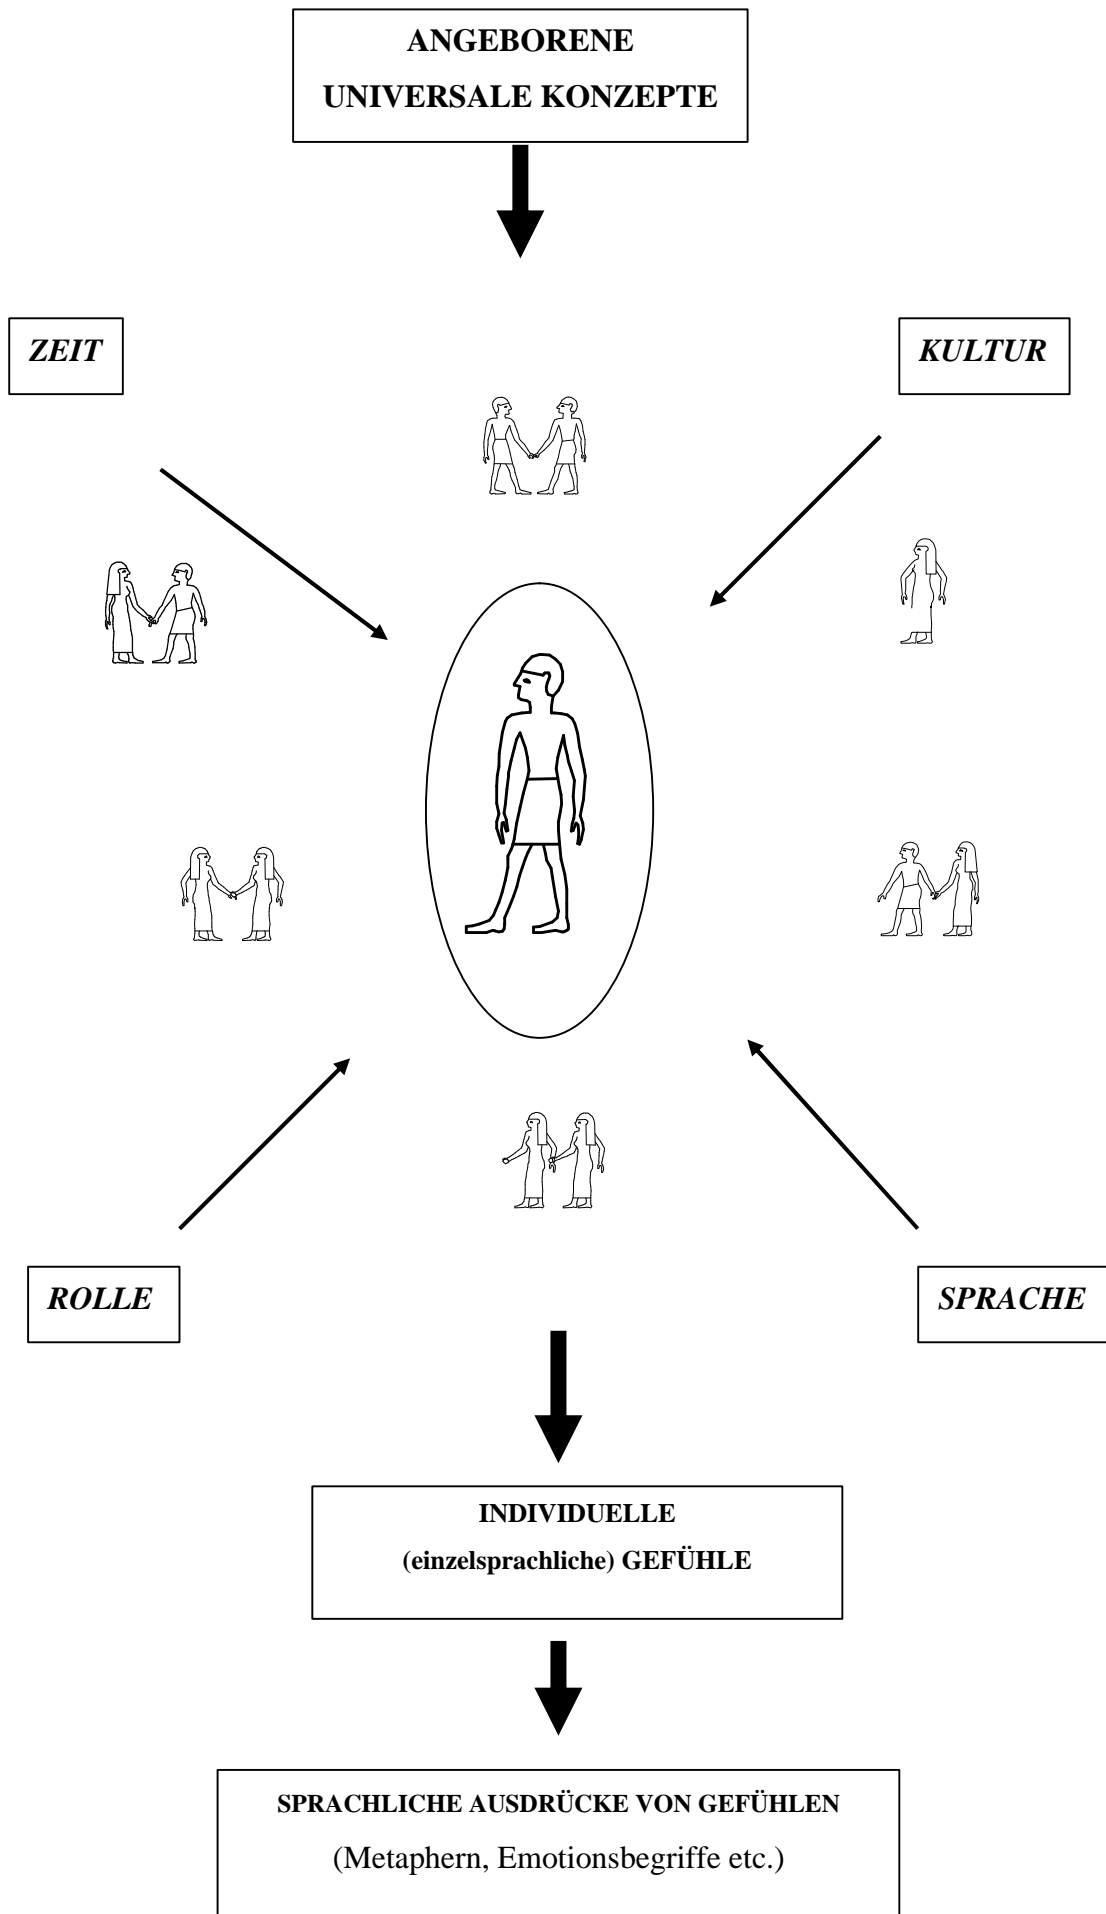 ANGEBORENE
UNIVERSALE KONZEPTE
ZEIT
KULTUR
ROLLE
SPRACHE
INDIVIDUELLE
(einzelsprachliche) GEFÜHLE
SPRACHLICHE AUSDRÜCKE VON GEFÜHLEN
(Metaphern, Emotionsbegriffe etc.)